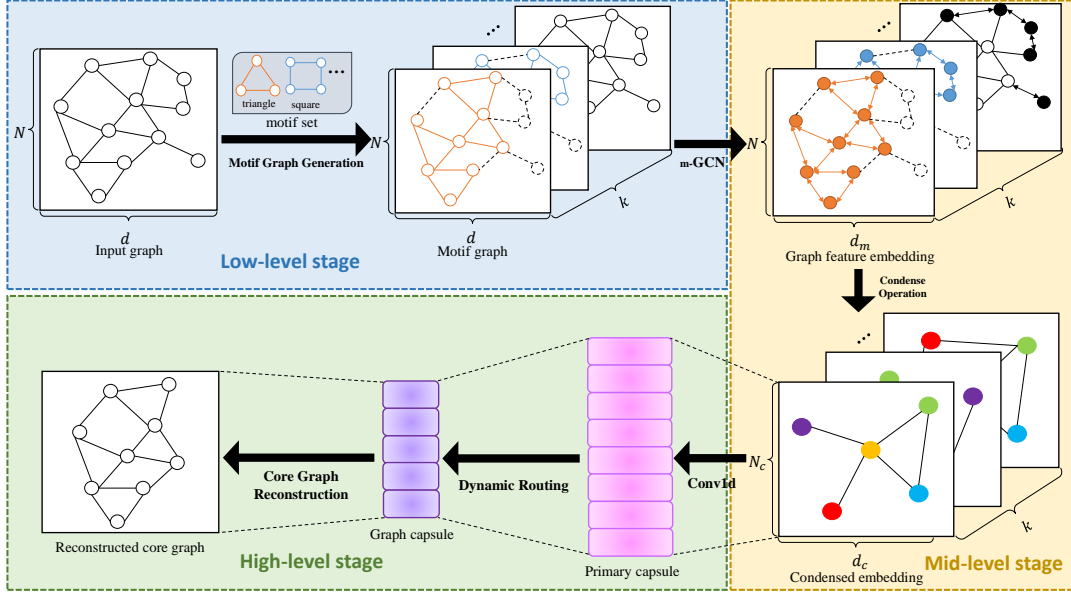 N
d
Input graph
triangle
square
...
motif set
Motif Graph Generation
...
N
d
Motif graph
k
Low-level stage
m-GCN
...
N
d_m
Graph feature embedding
k
Condense
Operation
...
N_c
d_c
Condensed embedding
k
Mid-level stage
Conv1d
Primary capsule
Dynamic Routing
Graph capsule
Core Graph
Reconstruction
Reconstructed core graph
High-level stage